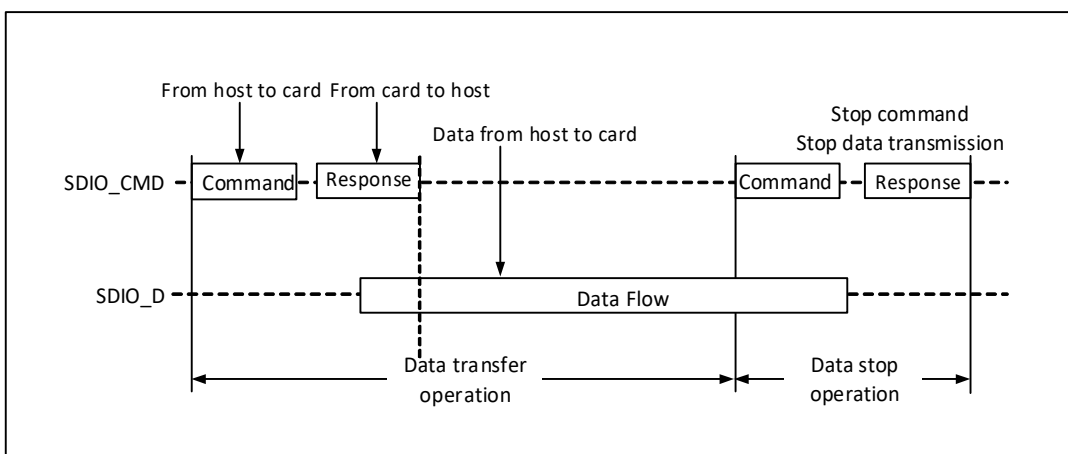 From host to card
From card to host
Data from host to card
Stop command
Stop data transmission
SDIO_CMD
Command
Response
Command
Response
SDIO_D
Data Flow
Data transfer
operation
Data stop
operation